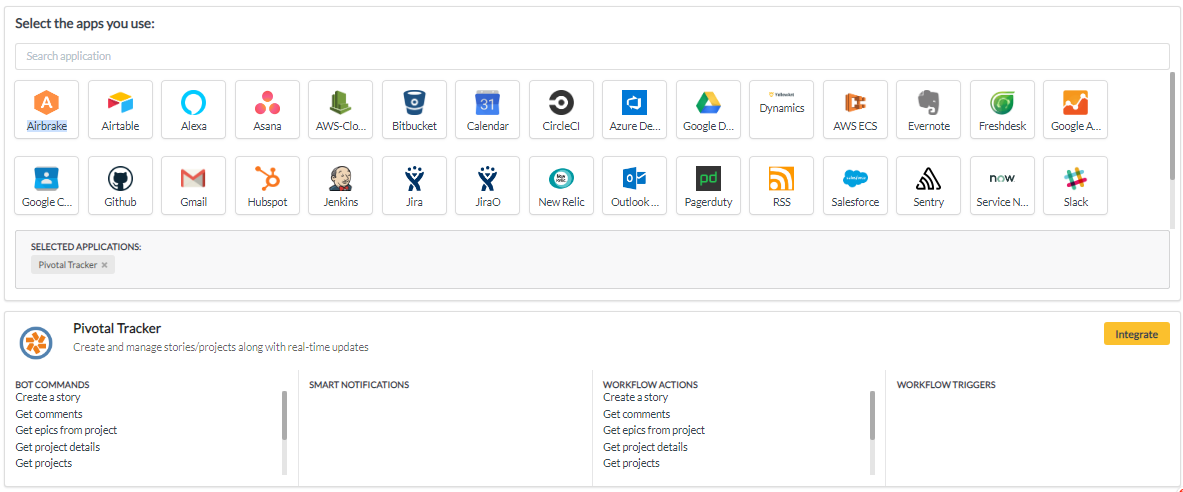 Select the apps you use:
Search application
Airbrake Airtable Alexa Asana AWS-Clo... Bitbucket Calendar CircleCI Azure De... Google D... Dynamics AWS ECS Evernote Freshdesk Google A...
31
Google C... Github Gmail Hubspot Jenkins Jira JiraO New Relic Outlook ... Pagerduty RSS Salesforce Sentry Service N... Slack
pd
salesforce
now
SELECTED APPLICATIONS:
Pivotal Tracker ×
Pivotal Tracker
Create and manage stories/projects along with real-time updates
Integrate
BOT COMMANDS
Create a story
Get comments
Get epics from project
Get project details
Get projects
SMART NOTIFICATIONS
WORKFLOW ACTIONS
Create a story
Get comments
Get epics from project
Get project details
Get projects
WORKFLOW TRIGGERS